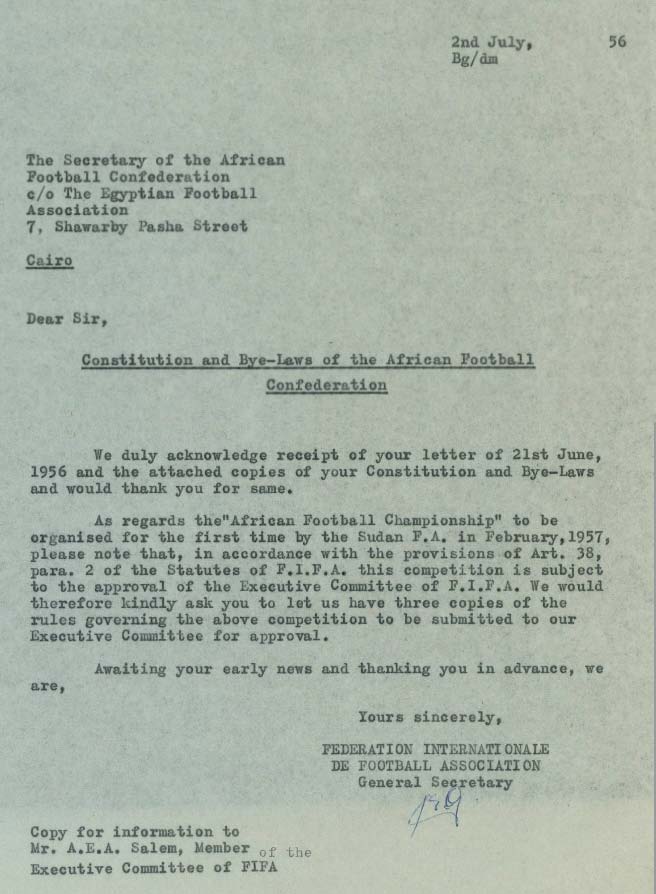 2nd July, 56
Bg/dm
The Secretary of the African
Football Confederation
c/o The Egyptian Football
Association
7, Shawarby Pasha Street
Cairo
Dear Sir,
Constitution and Bye-Laws of the African Football
Confederation
We duly acknowledge receipt of your letter of 21st June,
1956 and the attached copies of your Constitution and Bye-Laws
and would thank you for same.
As regards the"African Football Championship" to be
organised for the first time by the Sudan F.A. in February,1957,
please note that, in accordance with the provisions of Art. 38,
para. 2 of the Statutes of F.I.F.A. this competition is subject
to the approval of the Executive Committee of F.I.F.A. We would
therefore kindly ask you to let us have three copies of the
rules governing the above competition to be submitted to our
Executive Committee for approval.
Awaiting your early news and thanking you in advance, we
are,
Yours sincerely,
FEDERATION INTERNATIONALE
DE FOOTBALL ASSOCIATION
General Secretary
Copy for information to
Mr. A.E.A. Salem, Member of the
Executive Committee of FIFA